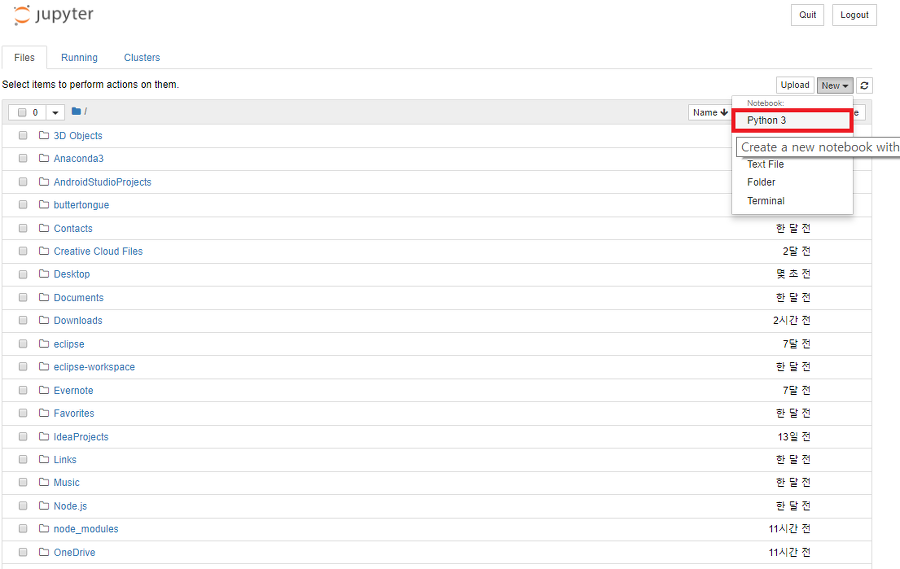 jupyter
Quit Logout
Files Running Clusters
Select items to perform actions on them.
Upload New
0 /
Name
Notebook:
Python 3
Create a new notebook with
Text File
Folder
Terminal
3D Objects
Anaconda3
AndroidStudioProjects
buttertongue
Contacts 한 달 전
Creative Cloud Files 2달 전
Desktop 몇 초 전
Documents 한 달 전
Downloads 2시간 전
eclipse 7달 전
eclipse-workspace 한 달 전
Evernote 7달 전
Favorites 한 달 전
IdeaProjects 13일 전
Links 한 달 전
Music 한 달 전
Node.js 한 달 전
node_modules 11시간 전
OneDrive 11시간 전